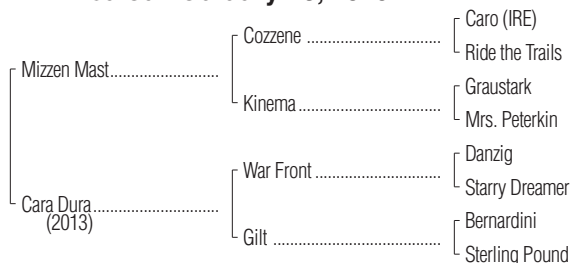 Caro (IRE)
Cozzene ....................................
Ride the Trails
Mizzen Mast.............................
Graustark
Kinema......................................
Mrs. Peterkin
Danzig
War Front ................................
Starry Dreamer
Cara Dura.................................
(2013)
Bernardini
Gilt ............................................
Sterling Pound